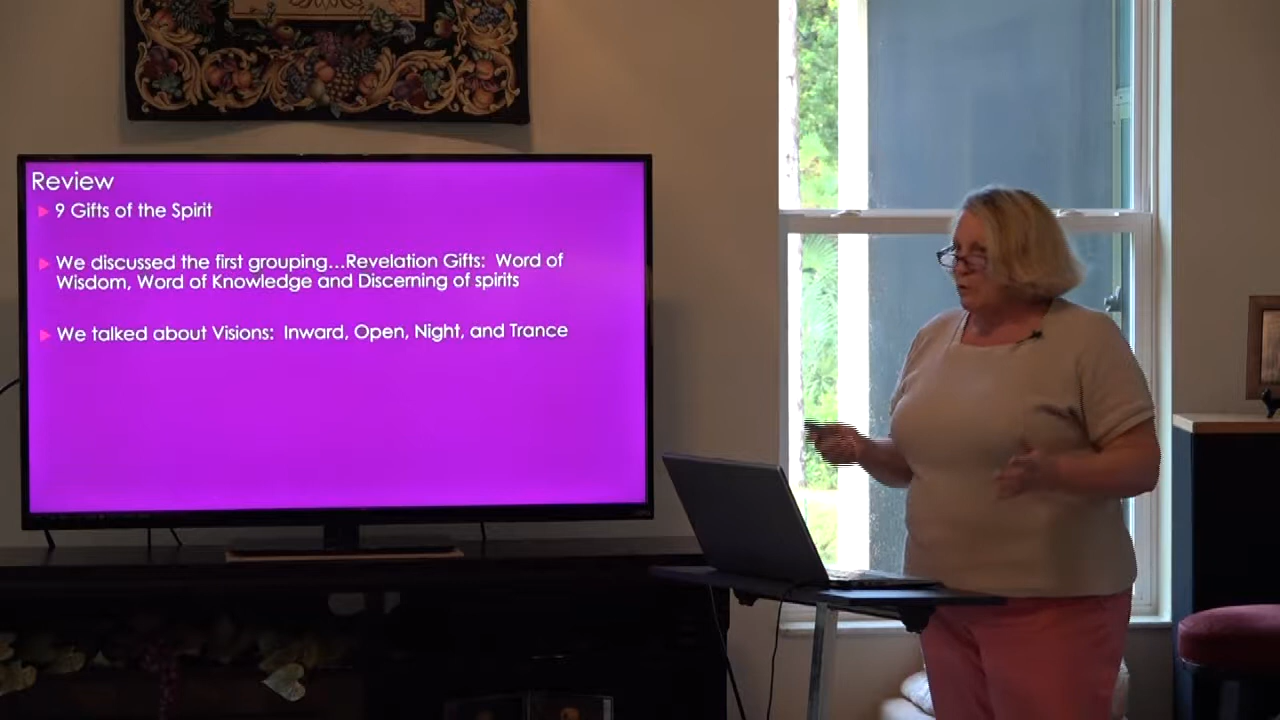 Review
9 Gifts of the Spirit
We discussed the first grouping...Revelation Gifts: Word of
Wisdom, Word of Knowledge and Discerning of spirits
We talked about Visions: Inward, Open, Night, and Trance